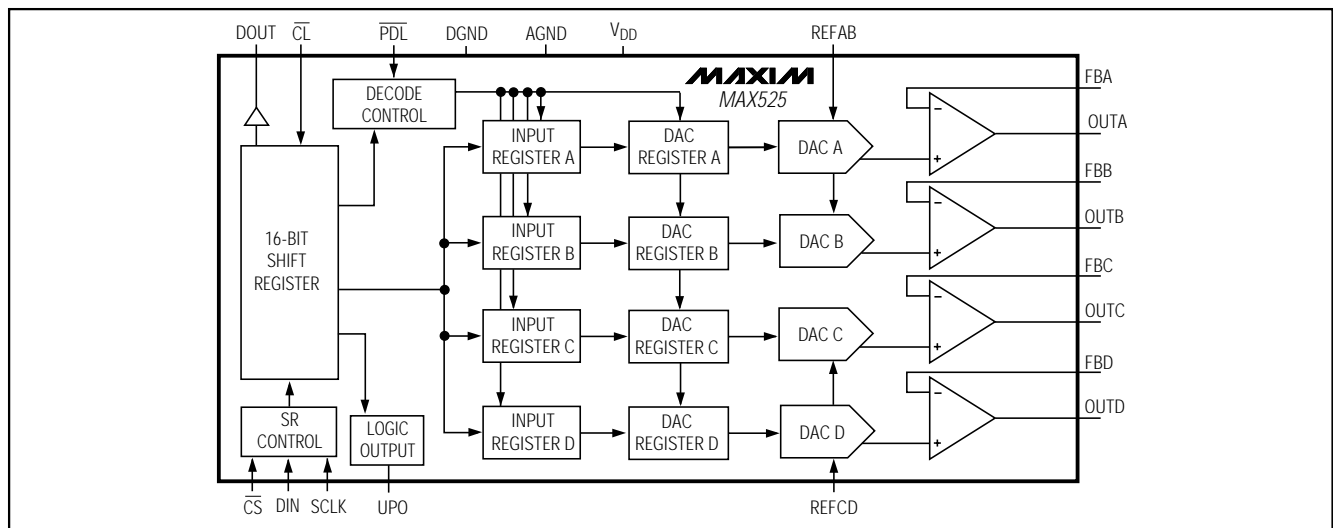 DOUT
CL
PDL
DGND
AGND
VDD
REFAB
MAXIM
MAX525
FBA
OUTA
FBB
OUTB
FBC
OUTC
FBD
OUTD
DECODE
CONTROL
16-BIT
SHIFT
REGISTER
INPUT
REGISTER A
DAC
REGISTER A
DAC A
INPUT
REGISTER B
DAC
REGISTER B
DAC B
INPUT
REGISTER C
DAC
REGISTER C
DAC C
INPUT
REGISTER D
DAC
REGISTER D
DAC D
−
+
−
+
−
+
−
+
SR
CONTROL
LOGIC
OUTPUT
CS
DIN
SCLK
UPO
REFCD